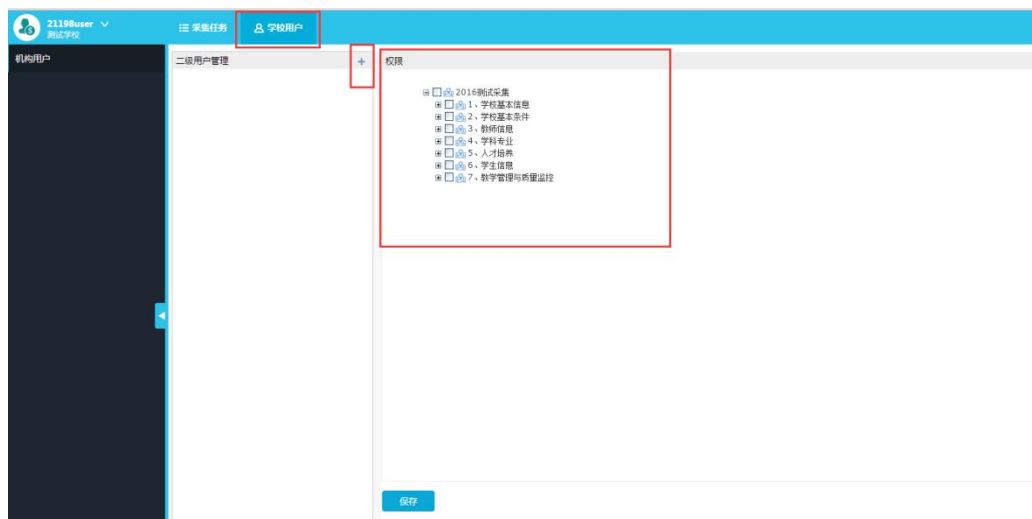 21198user
测试学校
采集任务
学校用户
机构用户
二级用户管理
+
权限
2016测试采集
1、学校基本信息
2、学校基本条件
3、教师信息
4、学科专业
5、人才培养
6、学生信息
7、教学管理与质量监控
保存